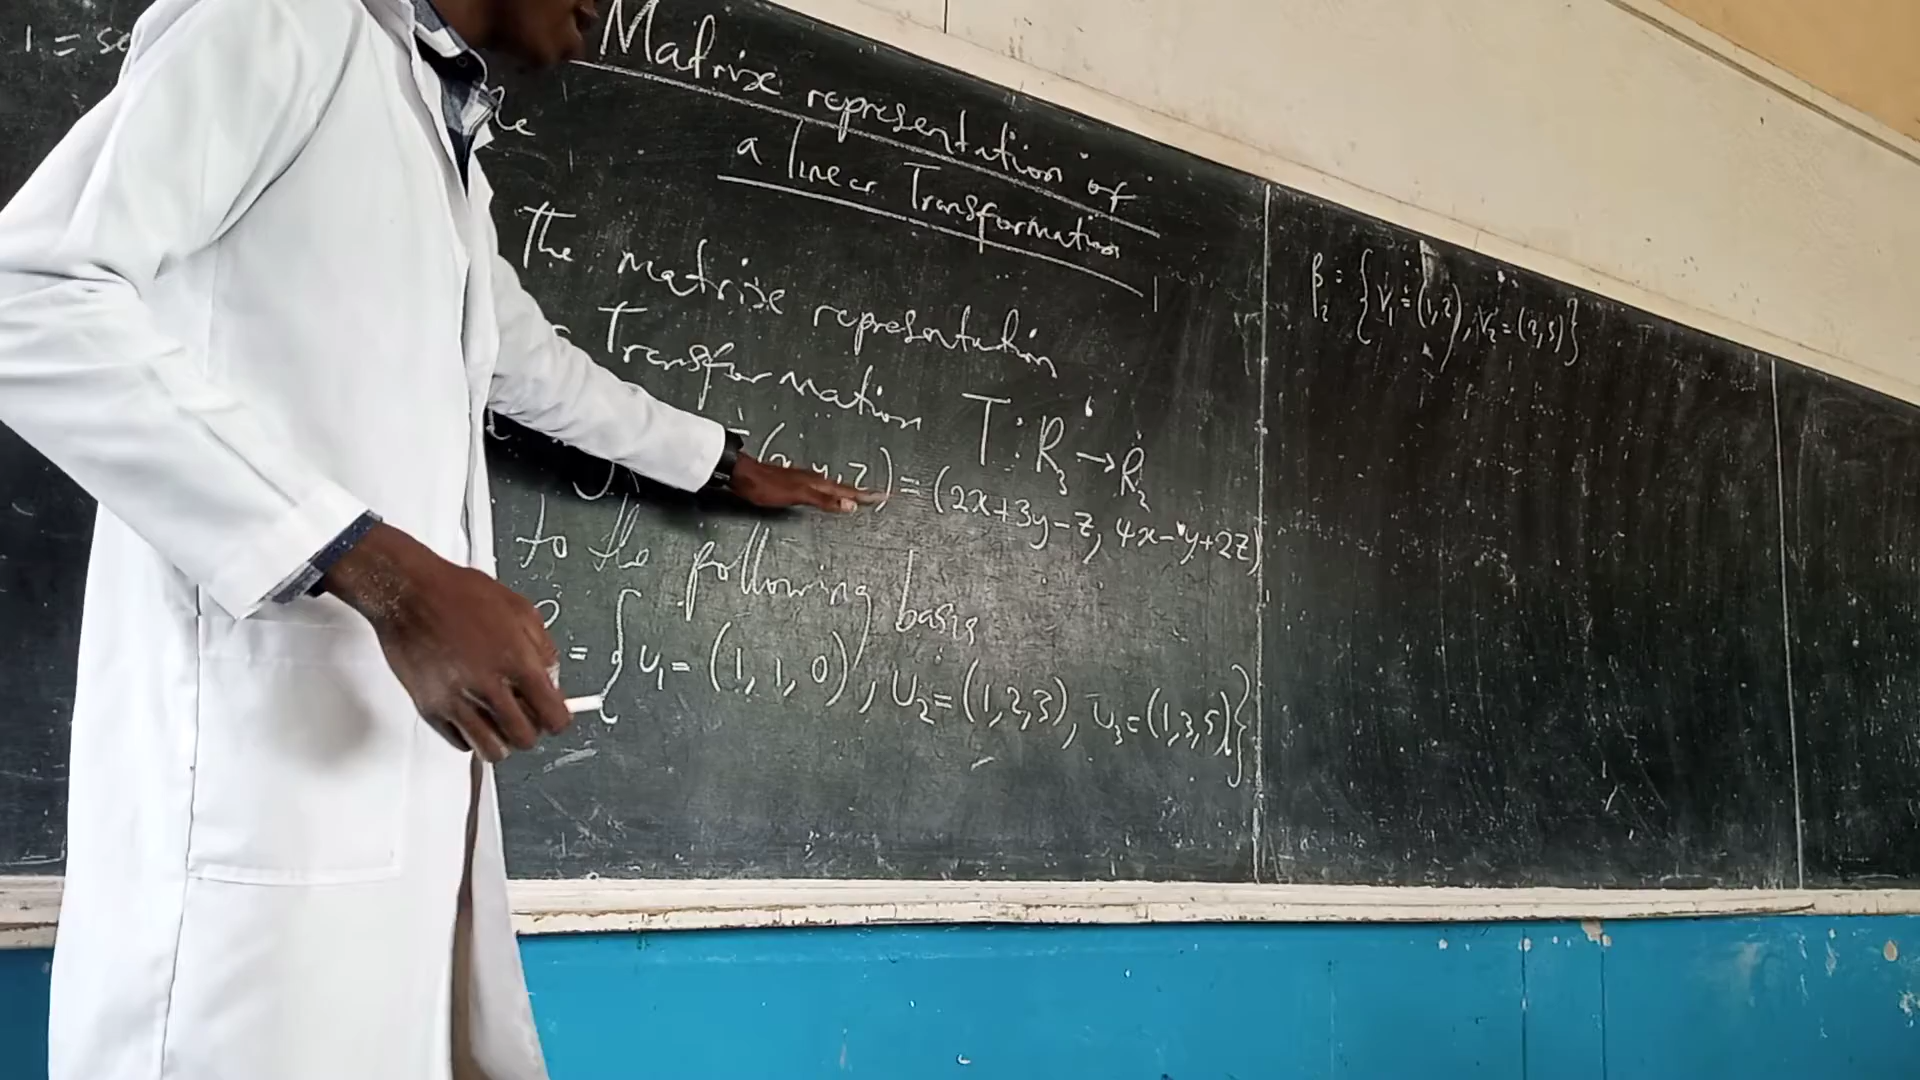 Matrix representation of
a linear Transformation
The matrix representation
Transformation T: R₃ → R₂
(x, y, z) = (2x+3y-z, 4x-y+2z)
to the following basis
= { U₁ = (1, 1, 0), U₂ = (1,2,3), U₃ = (1,3,5) }
β₂ = { V₁ = (1,2), V₂ = (2,5) }